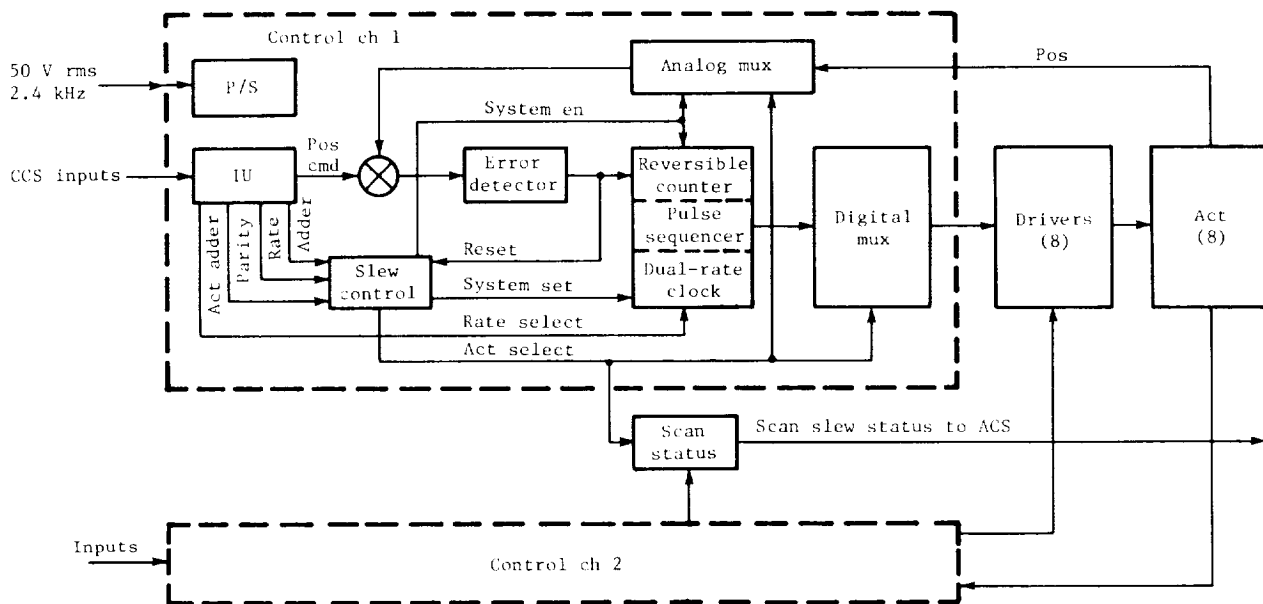 Control ch 1
50 V rms
2.4 kHz
P/S
Analog mux
Pos
System en
CCS inputs
IU
Pos
cmd
Error
detector
Reversible
counter
Pulse
sequencer
Dual-rate
clock
Digital
mux
Drivers
(8)
Act
(8)
Act adder
Parity
Rate
Adder
Slew
control
Reset
System set
Rate select
Act select
Scan
status
Scan slew status to ACS
Inputs
Control ch 2